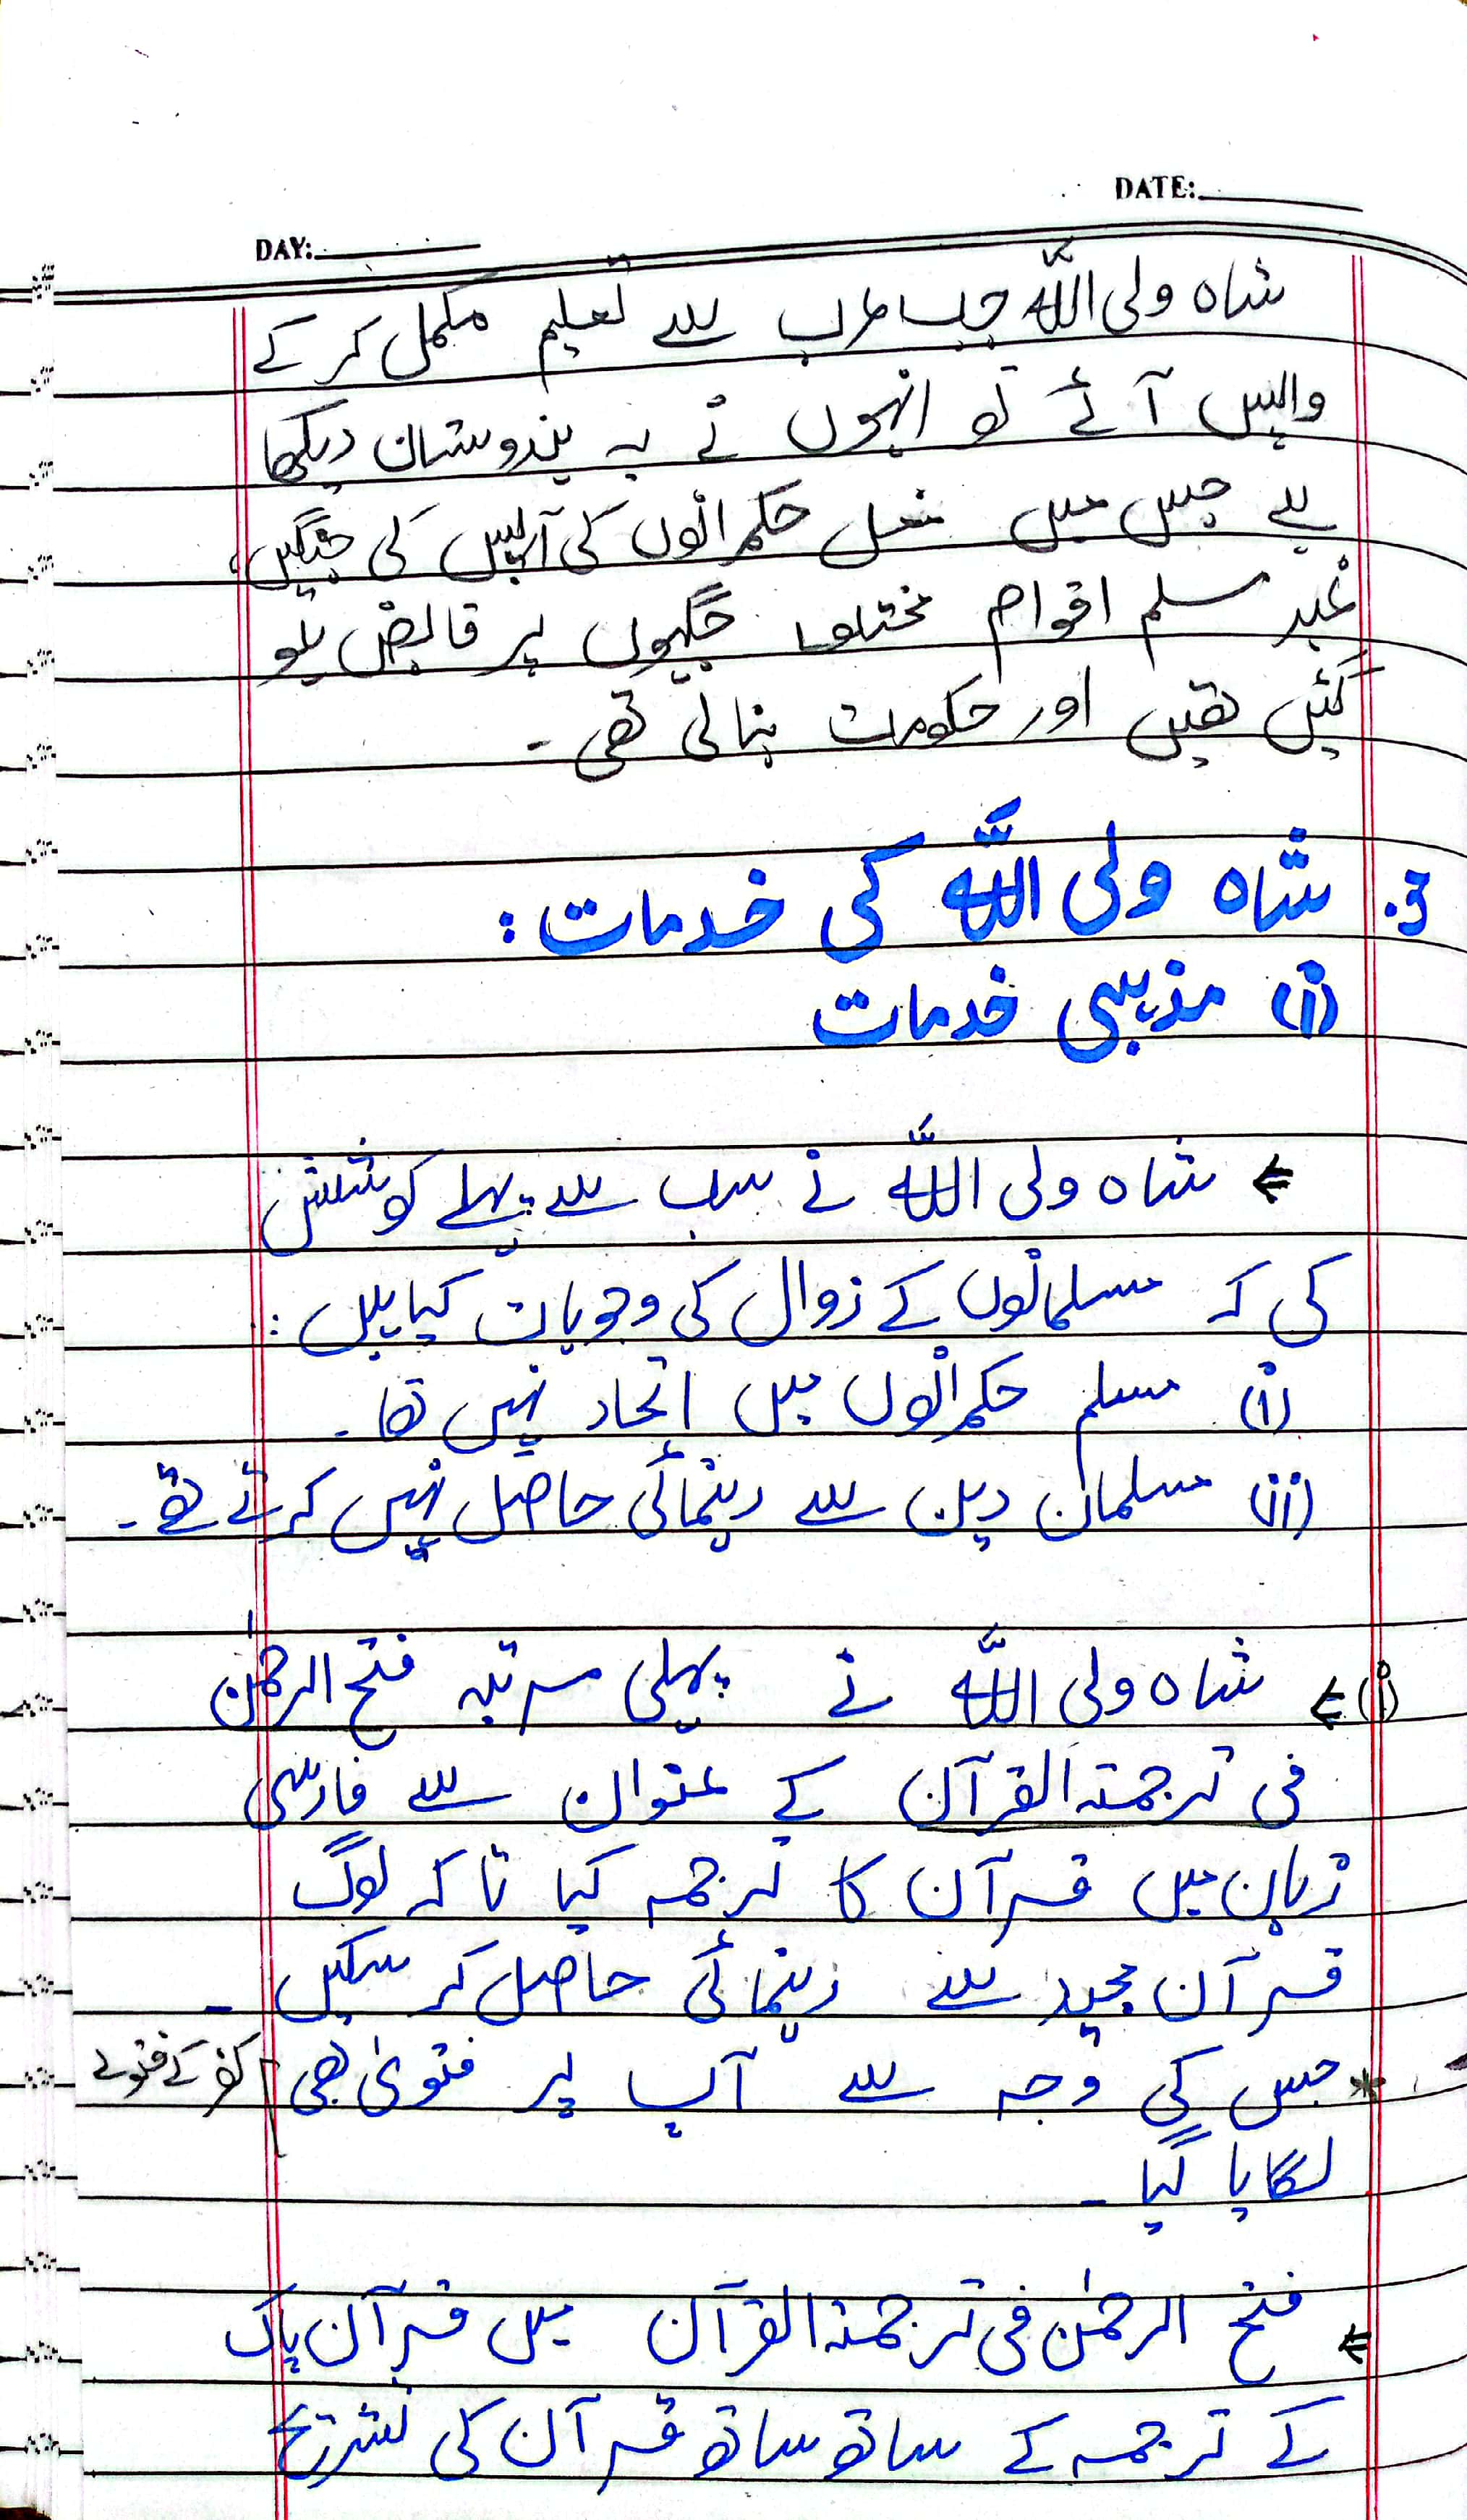 DATE:
DAY:
شاہ ولی اللہ جب عرب سے تعلیم مکمل کر کے
واپس آئے تو انہوں نے یہ ہندوستان دیکھا
ہے جس میں مغل حکمرانوں کی آپس کی جنگیں،
غیر مسلم اقوام مختلف جگہوں پر قابض ہو
گئیں تھیں اور حکومت بنالی تھی۔
و. شاہ ولی اللہ کی خدمات:
(i) مذہبی خدمات
⇐ شاہ ولی اللہ نے سب سے پہلے کوشش
کی کہ مسلمانوں کے زوال کی وجوہات کیا ہیں:
(i) مسلم حکمرانوں میں اتحاد نہیں تھا۔
(ii) مسلمان دین سے رہنمائی حاصل نہیں کرتے تھے۔
(i) ⇐ شاہ ولی اللہ نے پہلی مرتبہ فتح الرحمٰن
فی ترجمتہ القرآن کے عنوان سے فارسی
زبان میں قرآن کا ترجمہ کیا تاکہ لوگ
قرآن مجید سے رہنمائی حاصل کر سکیں۔
* جس کی وجہ سے آپ پر فتویٰ بھی کفر کے فتوے
لگایا گیا۔
⇐ فتح الرحمٰن فی ترجمتہ القرآن میں قرآن پاک
کے ترجمہ کے ساتھ ساتھ قرآن کی تشریح